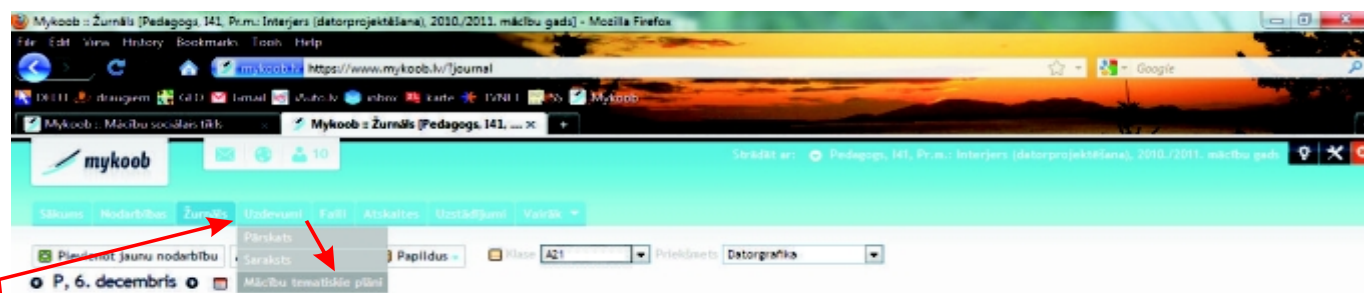 Mykoob :: Žurnāls [Pedagogs, I41, Pr.m.: Interjers (datorprojektēšana), 2010./2011. mācību gads] - Mozilla Firefox
File Edit View History Bookmarks Tools Help
mykoob.lv https://www.mykoob.lv/?journal Google
draugiem Gmail inbox karte Mykoob
Mykoob :: Mācību sociālais tīkls Mykoob :: Žurnāls [Pedagogs, I41, ...
mykoob 10 Strādāt ar: Pedagogs, I41, Pr.m.: Interjers (datorprojektēšana), 2010./2011. mācību gads
Sākums Nodarbības Žurnāls Uzdevumi Faili Atskaites Uzstādījumi Vairāk
Pārskats
Pievienot jaunu nodarbību Saraksts Papildus Klase A21 Priekšmets Datorgrafika
P, 6. decembris Mācību tematiskie plāni